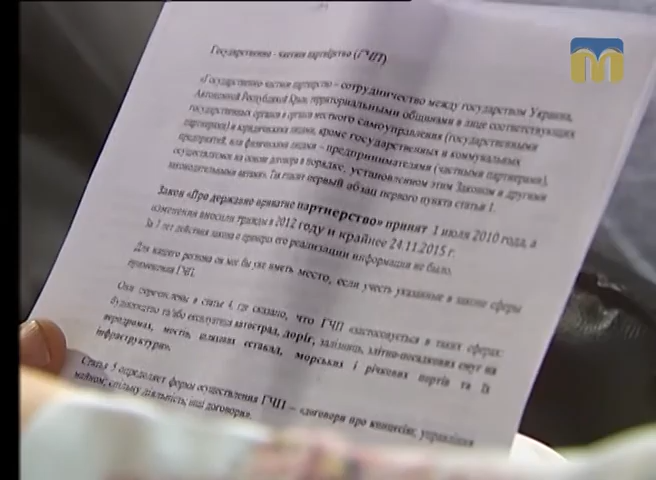 Государственно - частное партнёрство (ГЧП)
«Государственно-частное партнерство – сотрудничество между государством Украина,
Автономной Республикой Крым, территориальными общинами в лице соответствующих
государственных органов и органов местного самоуправления (государственными
партнерами) и юридическими лицами, кроме государственных и коммунальных
предприятий, или физическими лицами – предпринимателями (частными партнерами),
осуществляется на основе договора в порядке, установленном этим Законом и другими
законодательными актами». Так гласит первый абзац первого пункта статьи 1.
Закон «Про державно приватне партнерство» принят 1 июля 2010 года, а
изменения вносили трижды в 2012 году и крайнее 24.11.2015 г.
За 7 лет действия закона о примерах его реализации информации не было.
Для нашего региона он мог бы уже иметь место, если учесть указанные в законе сферы
применения ГЧП.
Они перечислены в статье 4, где сказано, что ГЧП «застосовується в таких сферах:
будівництво та/або експлуатація автострад, доріг, залізниць, злітно-посадкових смуг на
аеродромах, мостів, шляхових естакад, морських і річкових портів та їх
інфраструктури».
Статья 5 определяет формы осуществления ГЧП – «договори про концесію; управління
майном; спільну діяльність; інші договори».